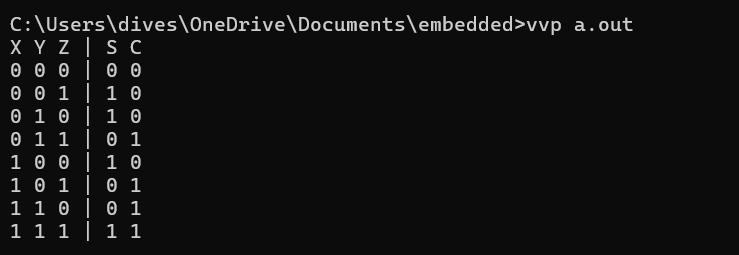 C:\Users\dives\OneDrive\Documents\embedded>vvp a.out
X Y Z | S C
0 0 0 | 0 0
0 0 1 | 1 0
0 1 0 | 1 0
0 1 1 | 0 1
1 0 0 | 1 0
1 0 1 | 0 1
1 1 0 | 0 1
1 1 1 | 1 1